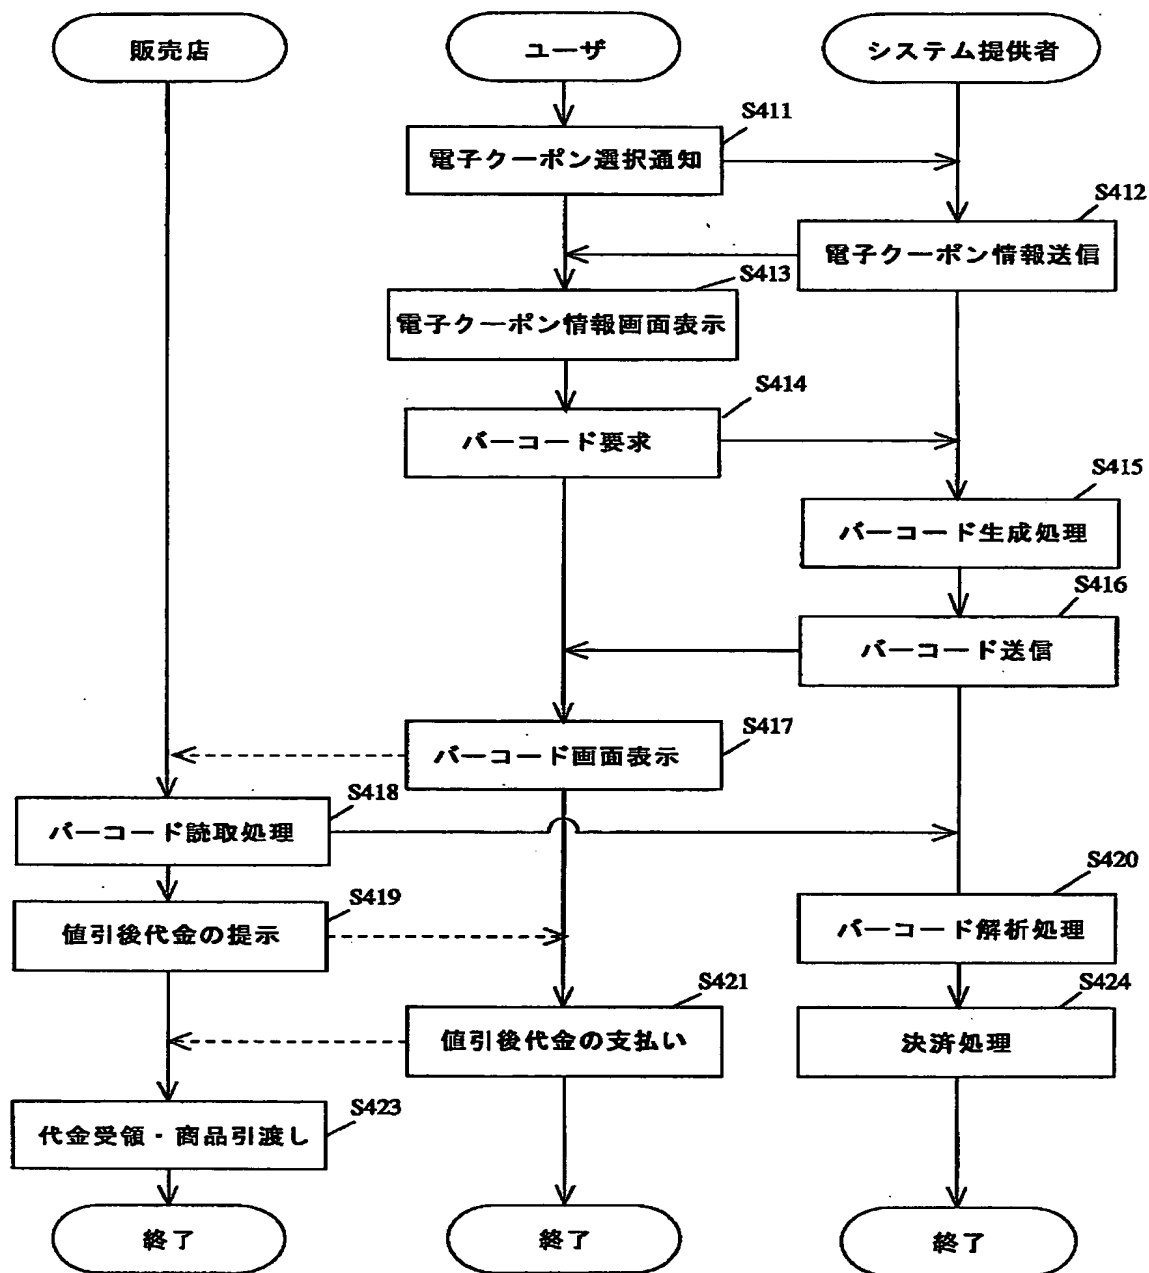 販売店
ユーザ
システム提供者
S411
電子クーポン選択通知
S412
電子クーポン情報送信
S413
電子クーポン情報画面表示
S414
バーコード要求
S415
バーコード生成処理
S416
バーコード送信
S417
バーコード画面表示
S418
バーコード読取処理
S420
バーコード解析処理
S419
値引後代金の提示
S421
値引後代金の支払い
S424
決済処理
S423
代金受領・商品引渡し
終了
終了
終了